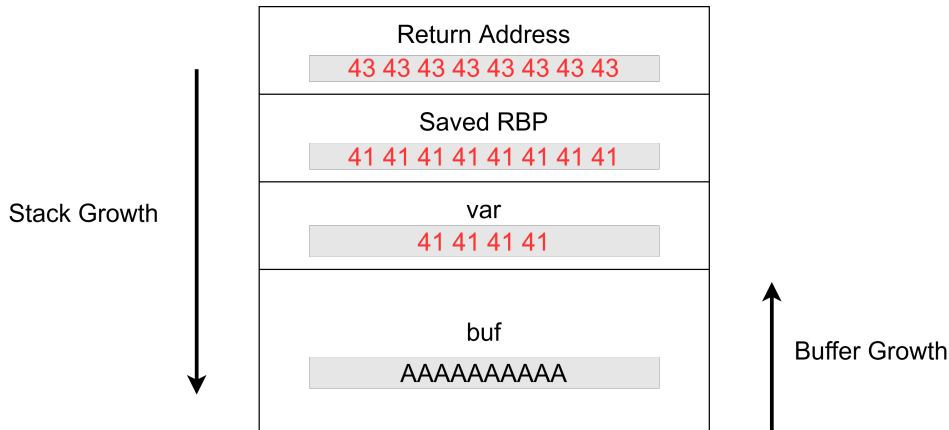 Return Address
43 43 43 43 43 43 43 43
Saved RBP
41 41 41 41 41 41 41 41
Stack Growth
var
41 41 41 41
buf
Buffer Growth
AAAAAAAAAA